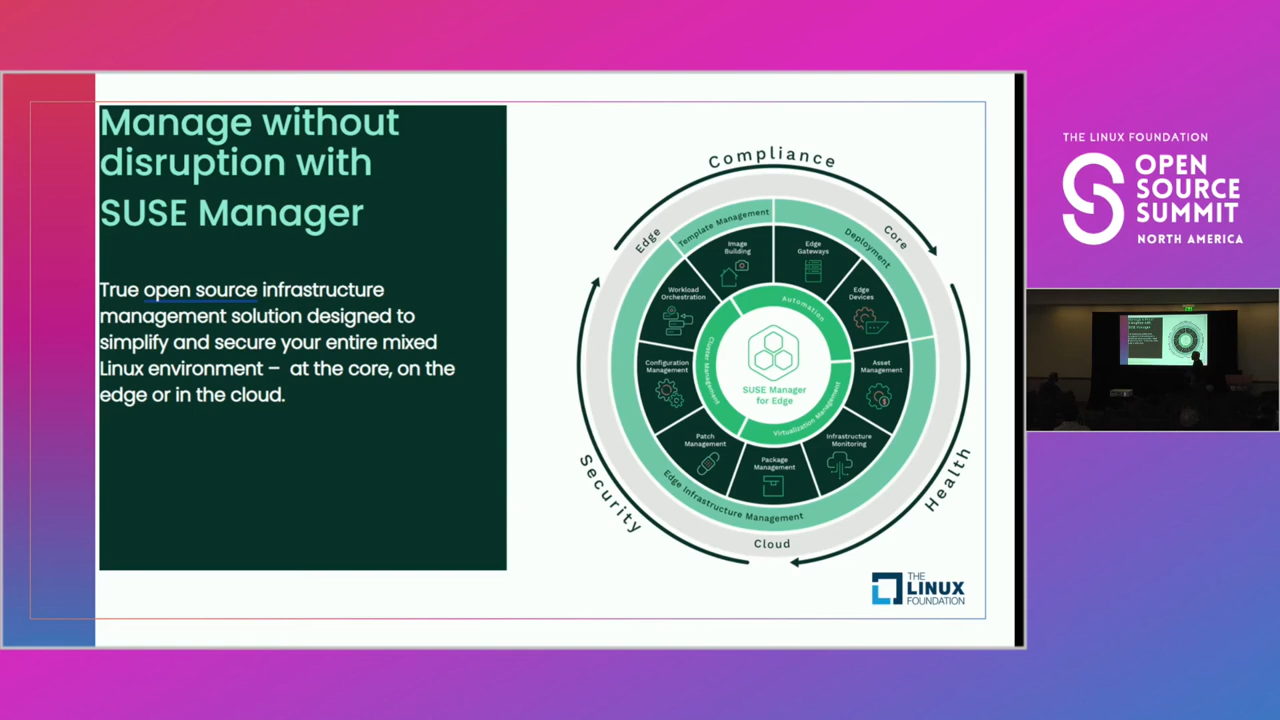 Manage without
disruption with
SUSE Manager
True open source infrastructure
management solution designed to
simplify and secure your entire mixed
Linux environment – at the core, on the
edge or in the cloud.
Compliance
Edge
Core
Template Management
Deployment
Image
Building
Edge
Gateways
Workload
Orchestration
Edge
Devices
Automation
Cluster Management
Configuration
Management
Asset
Management
SUSE Manager
for Edge
Virtualization Management
Patch
Management
Infrastructure
Monitoring
Package
Management
Edge Infrastructure Management
Security
Health
Cloud
THE
LINUX
FOUNDATION
THE LINUX FOUNDATION
OPEN
SOURCE
SUMMIT
NORTH AMERICA